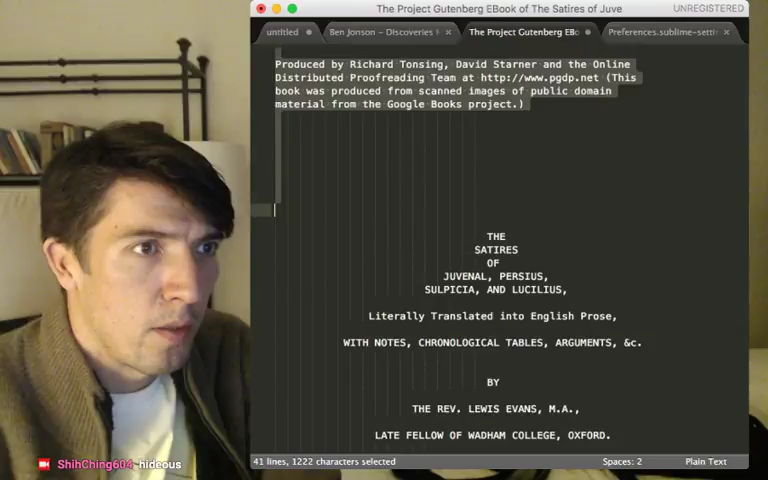 The Project Gutenberg EBook of The Satires of Juve
UNREGISTERED
untitled
Ben Jonson – Discoveries
The Project Gutenberg EBo
Preferences.sublime-setti
Produced by Richard Tonsing, David Starner and the Online
Distributed Proofreading Team at http://www.pgdp.net (This
book was produced from scanned images of public domain
material from the Google Books project.)
THE
SATIRES
OF
JUVENAL, PERSIUS,
SULPICIA, AND LUCILIUS,
Literally Translated into English Prose,
WITH NOTES, CHRONOLOGICAL TABLES, ARGUMENTS, &c.
BY
THE REV. LEWIS EVANS, M.A.,
LATE FELLOW OF WADHAM COLLEGE, OXFORD.
ShihChing604 hideous
41 lines, 1222 characters selected
Spaces: 2
Plain Text